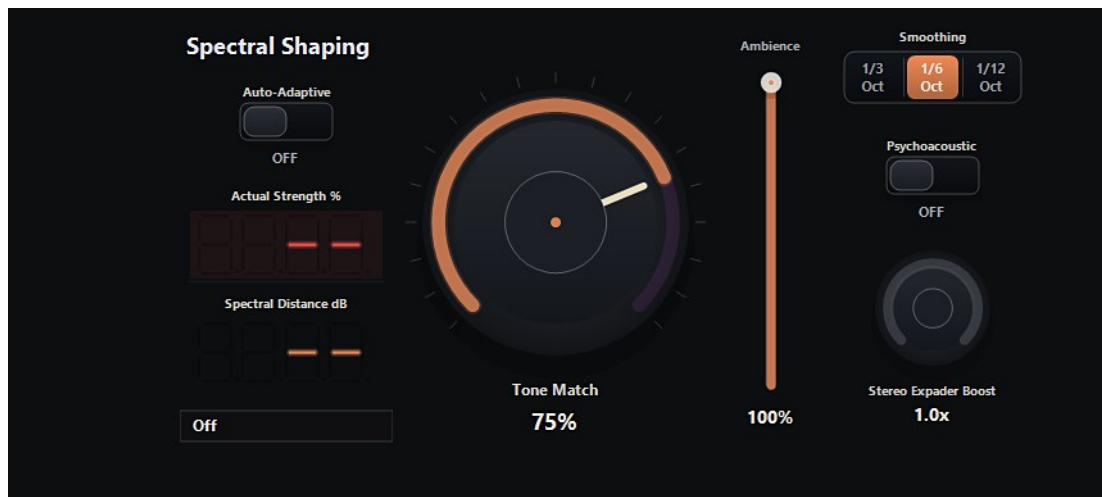 Spectral Shaping
Auto-Adaptive
OFF
Actual Strength %
--
Spectral Distance dB
--
Off
Tone Match
75%
Ambience
100%
Smoothing
1/3
Oct
1/6
Oct
1/12
Oct
Psychoacoustic
OFF
Stereo Expader Boost
1.0x